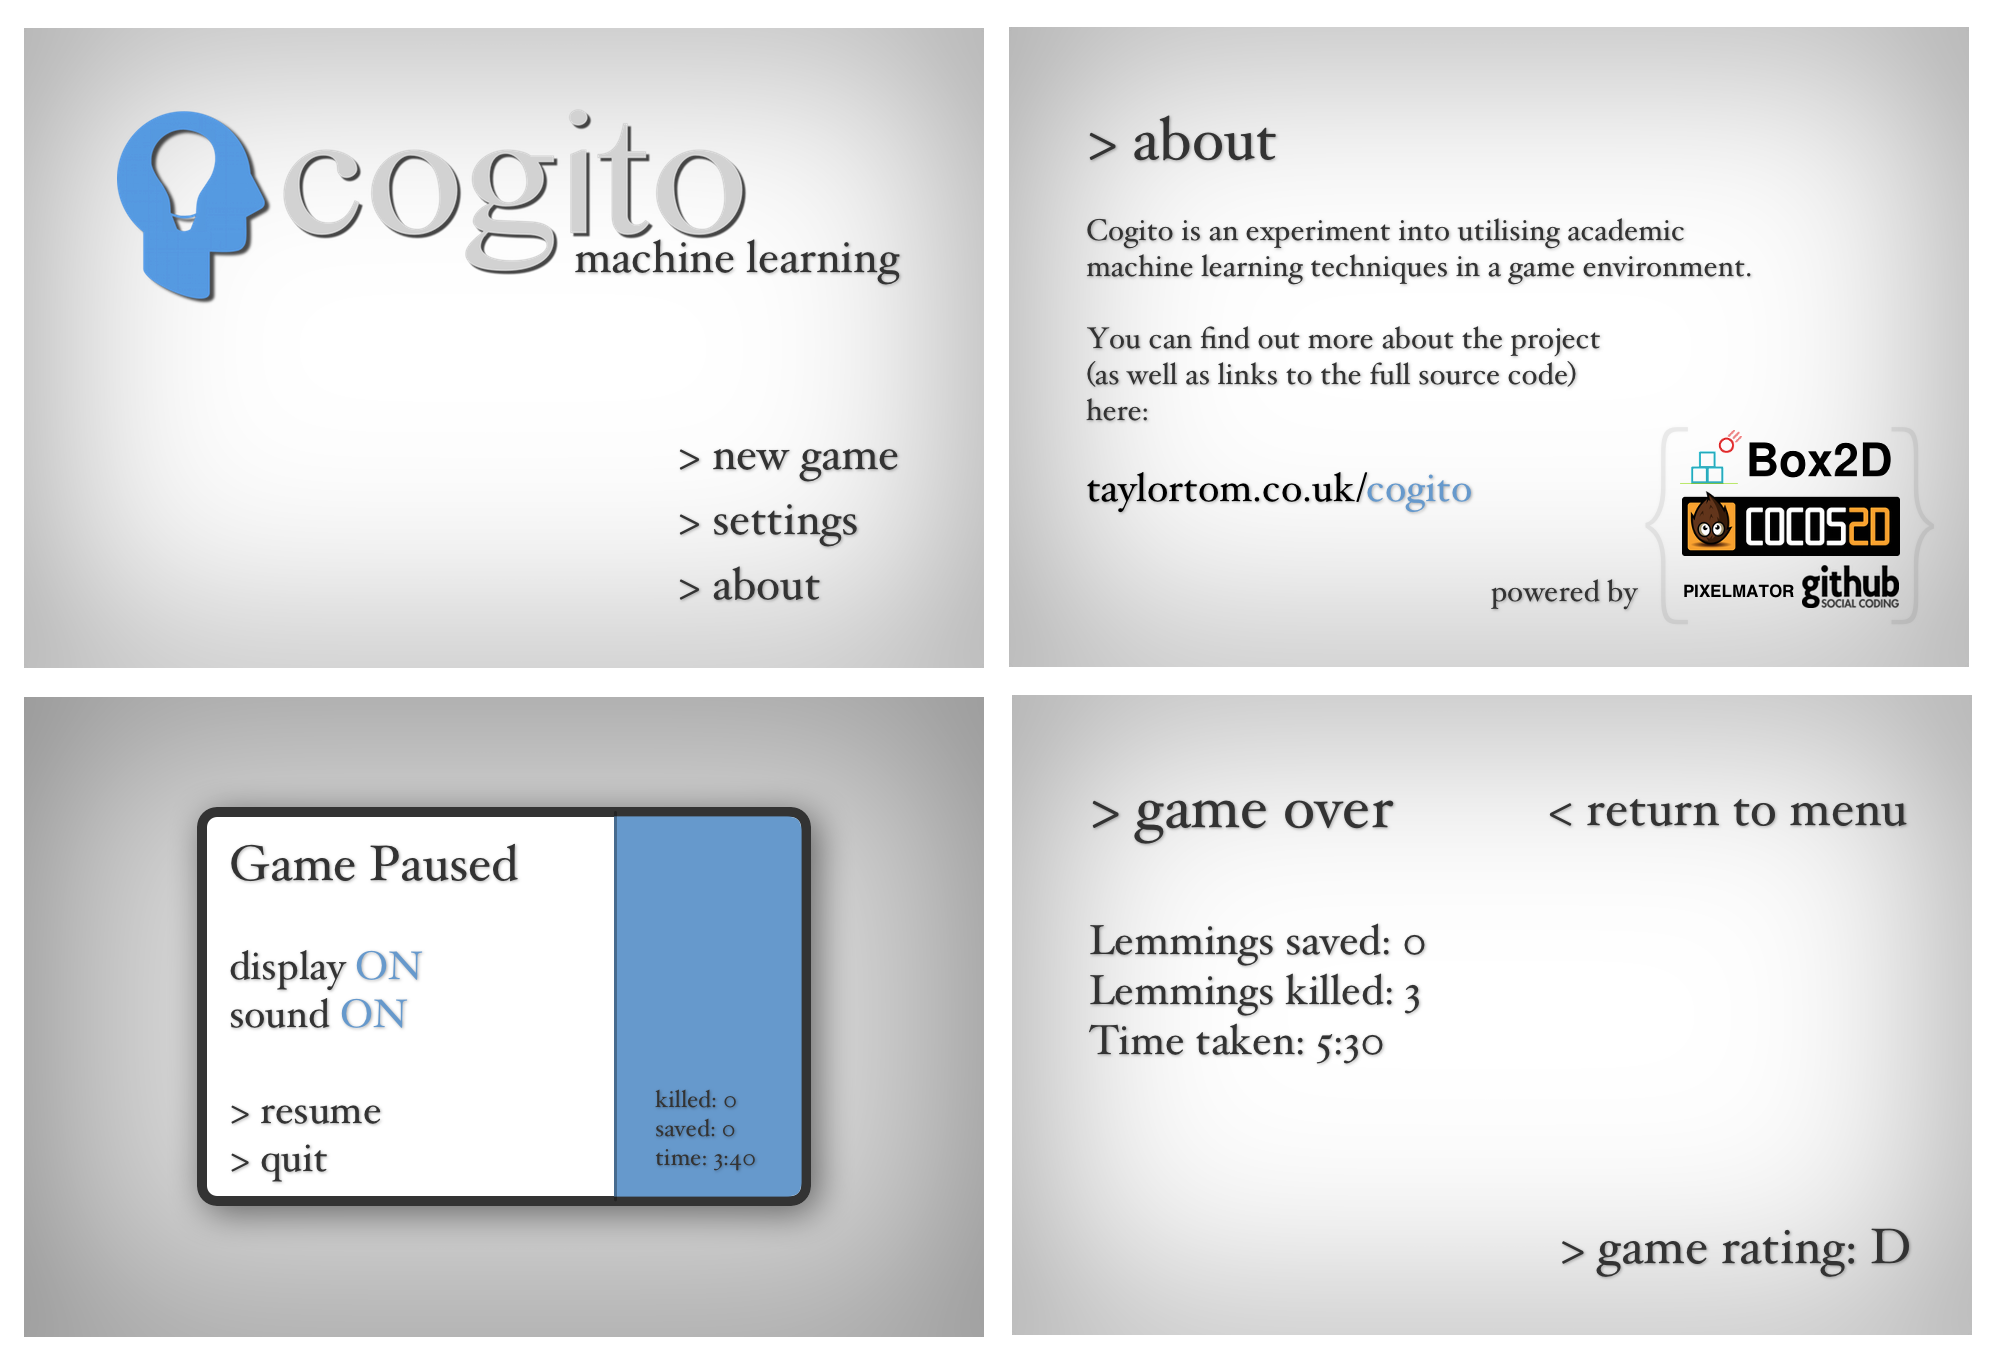 cogito
machine learning
> new game
> settings
> about
> about
Cogito is an experiment into utilising academic
machine learning techniques in a game environment.
You can find out more about the project
(as well as links to the full source code)
here:
taylortom.co.uk/cogito
powered by
Box2D
COCOS2D
PIXELMATOR github
SOCIAL CODING
Game Paused
display ON
sound ON
> resume
> quit
killed: 0
saved: 0
time: 3:40
> game over
< return to menu
Lemmings saved: 0
Lemmings killed: 3
Time taken: 5:30
> game rating: D